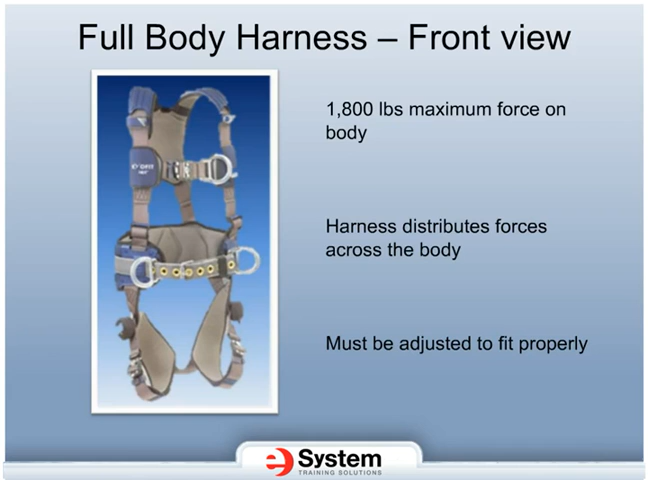 Full Body Harness – Front view
1,800 lbs maximum force on
body
Harness distributes forces
across the body
Must be adjusted to fit properly
e System
TRAINING SOLUTIONS